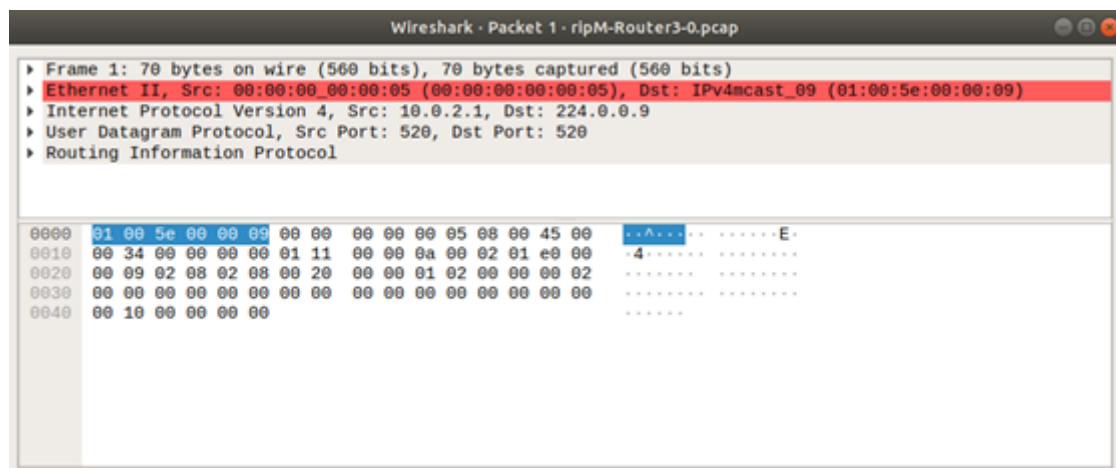 Wireshark · Packet 1 · ripM-Router3-0.pcap
Frame 1: 70 bytes on wire (560 bits), 70 bytes captured (560 bits)
Ethernet II, Src: 00:00:00_00:00:05 (00:00:00:00:00:05), Dst: IPv4mcast_09 (01:00:5e:00:00:09)
Internet Protocol Version 4, Src: 10.0.2.1, Dst: 224.0.0.9
User Datagram Protocol, Src Port: 520, Dst Port: 520
Routing Information Protocol
0000 01 00 5e 00 00 09 00 00 00 00 00 05 08 00 45 00 ··^····· ······E·
0010 00 34 00 00 00 00 01 11 00 00 0a 00 02 01 e0 00 ·4······ ········
0020 00 09 02 08 02 08 00 20 00 00 01 02 00 00 00 02 ······· ········
0030 00 00 00 00 00 00 00 00 00 00 00 00 00 00 00 00 ········ ········
0040 00 10 00 00 00 00 ······